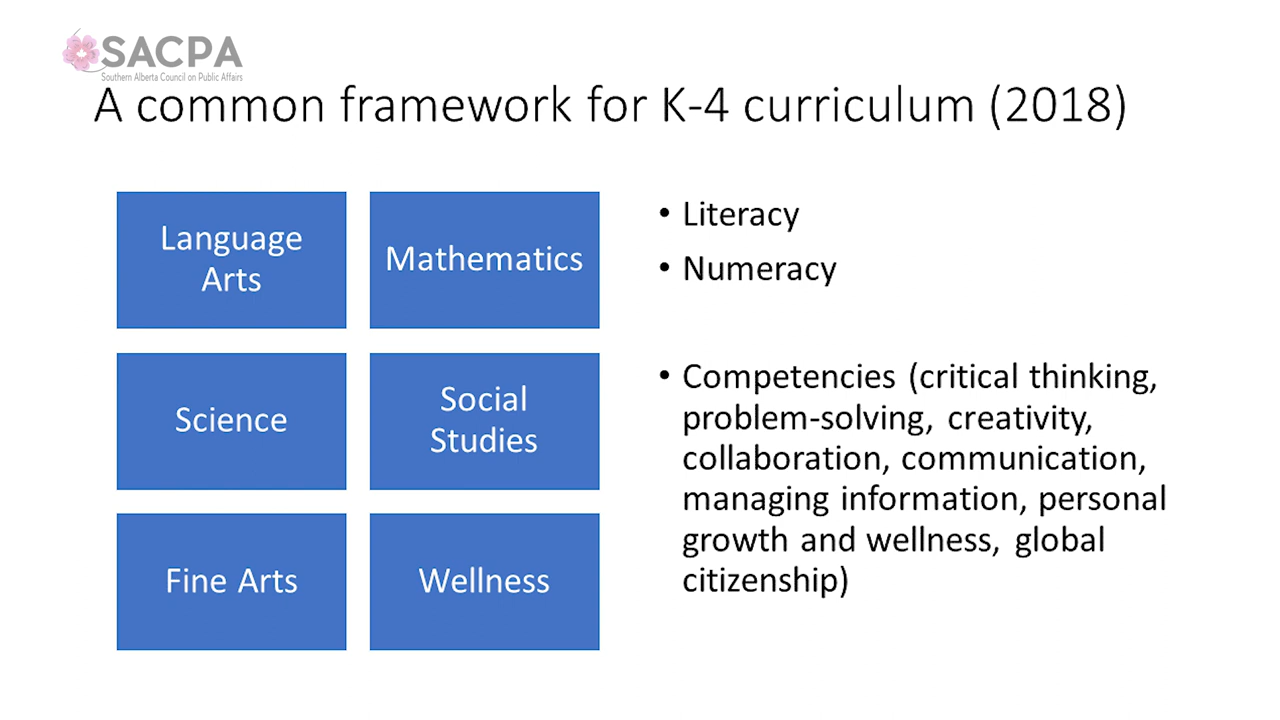 SACPA
Southern Alberta Council on Public Affairs
A common framework for K-4 curriculum (2018)
Language
Arts
Mathematics
Science
Social
Studies
Fine Arts
Wellness
• Literacy
• Numeracy
• Competencies (critical thinking,
problem-solving, creativity,
collaboration, communication,
managing information, personal
growth and wellness, global
citizenship)